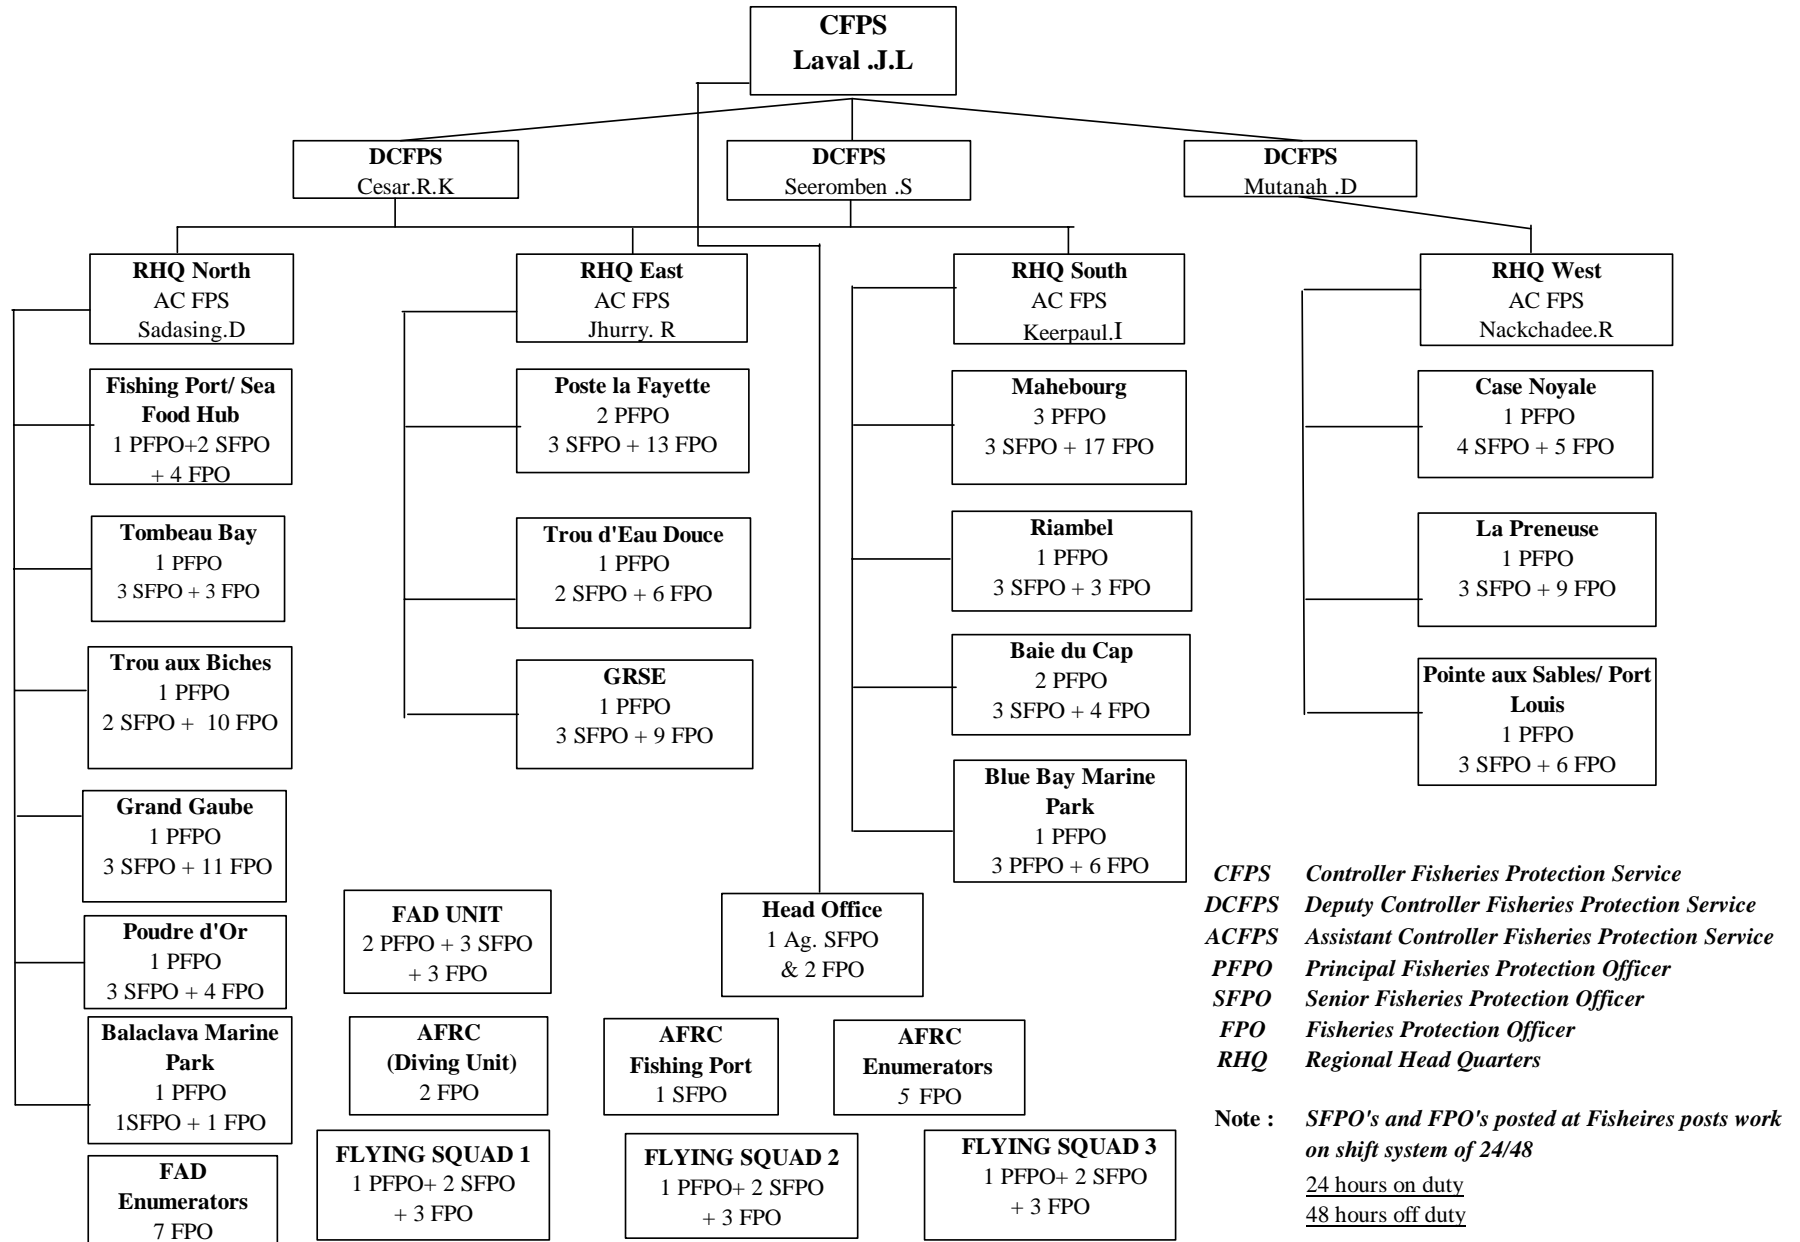 CFPS
Laval .J.L
DCFPS
Cesar.R.K
DCFPS
Seeromben .S
DCFPS
Mutanah .D
RHQ North
AC FPS
Sadasing.D
RHQ East
AC FPS
Jhurry. R
RHQ South
AC FPS
Keerpaul.I
RHQ West
AC FPS
Nackchadee.R
Fishing Port/ Sea
Food Hub
1 PFPO+2 SFPO
+ 4 FPO
Tombeau Bay
1 PFPO
3 SFPO + 3 FPO
Trou aux Biches
1 PFPO
2 SFPO + 10 FPO
Grand Gaube
1 PFPO
3 SFPO + 11 FPO
Poudre d'Or
1 PFPO
3 SFPO + 4 FPO
Balaclava Marine
Park
1 PFPO
1SFPO + 1 FPO
FAD
Enumerators
7 FPO
Poste la Fayette
2 PFPO
3 SFPO + 13 FPO
Trou d'Eau Douce
1 PFPO
2 SFPO + 6 FPO
GRSE
1 PFPO
3 SFPO + 9 FPO
Mahebourg
3 PFPO
3 SFPO + 17 FPO
Riambel
1 PFPO
3 SFPO + 3 FPO
Baie du Cap
2 PFPO
3 SFPO + 4 FPO
Blue Bay Marine
Park
1 PFPO
3 PFPO + 6 FPO
Case Noyale
1 PFPO
4 SFPO + 5 FPO
La Preneuse
1 PFPO
3 SFPO + 9 FPO
Pointe aux Sables/ Port
Louis
1 PFPO
3 SFPO + 6 FPO
FAD UNIT
2 PFPO + 3 SFPO
+ 3 FPO
Head Office
1 Ag. SFPO
& 2 FPO
AFRC
(Diving Unit)
2 FPO
AFRC
Fishing Port
1 SFPO
AFRC
Enumerators
5 FPO
FLYING SQUAD 1
1 PFPO+ 2 SFPO
+ 3 FPO
FLYING SQUAD 2
1 PFPO+ 2 SFPO
+ 3 FPO
FLYING SQUAD 3
1 PFPO+ 2 SFPO
+ 3 FPO
CFPS Controller Fisheries Protection Service
DCFPS Deputy Controller Fisheries Protection Service
ACFPS Assistant Controller Fisheries Protection Service
PFPO Principal Fisheries Protection Officer
SFPO Senior Fisheries Protection Officer
FPO Fisheries Protection Officer
RHQ Regional Head Quarters
Note : SFPO's and FPO's posted at Fisheires posts work
on shift system of 24/48
24 hours on duty
48 hours off duty